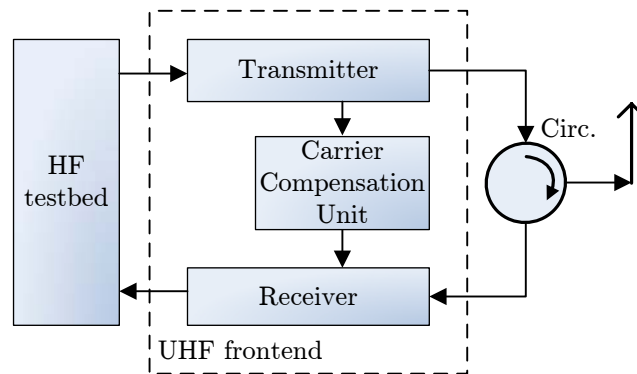 Transmitter
Circ.
HF
testbed
Carrier
Compensation
Unit
Receiver
UHF frontend